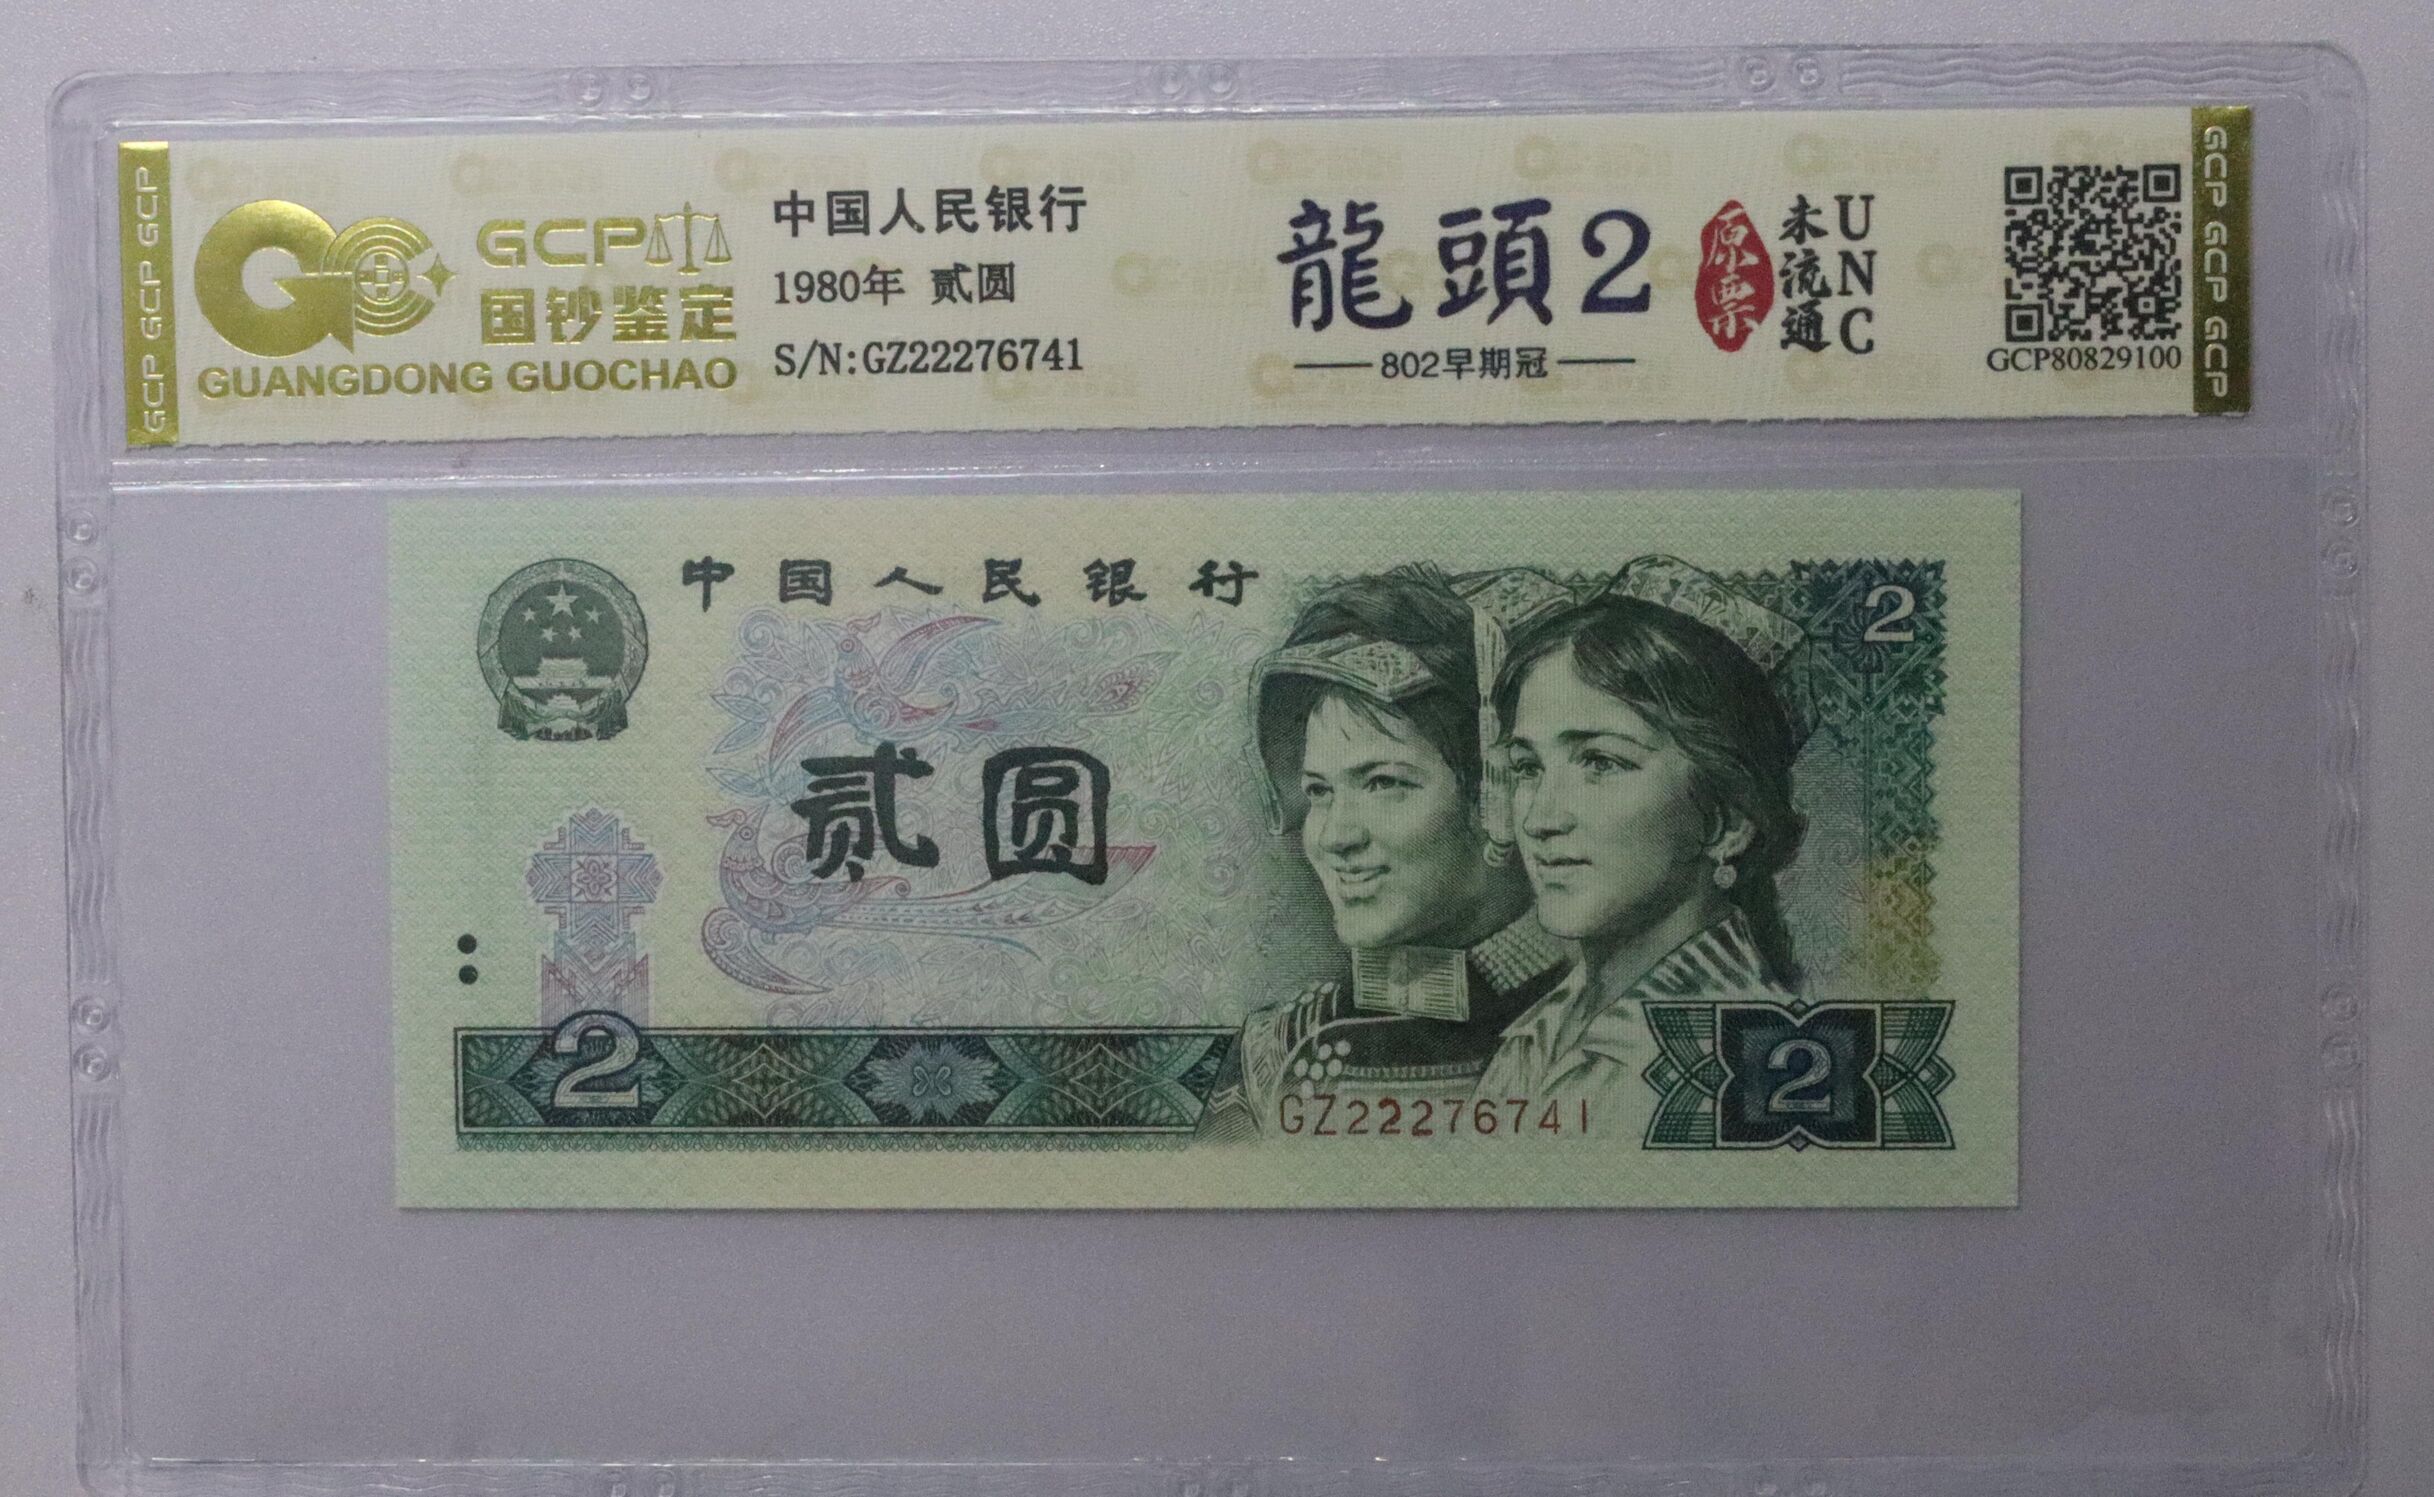 GCP GCP GCP
GCP
国钞鉴定
GUANGDONG GUOCHAO
中国人民银行
1980年 贰圆
S/N:GZ22276741
龍頭2
802早期冠
原票
未流通
UNC
GCP80829100
GCP GCP GCP
中国人民银行
2
贰圆
2
GZ22276741
2